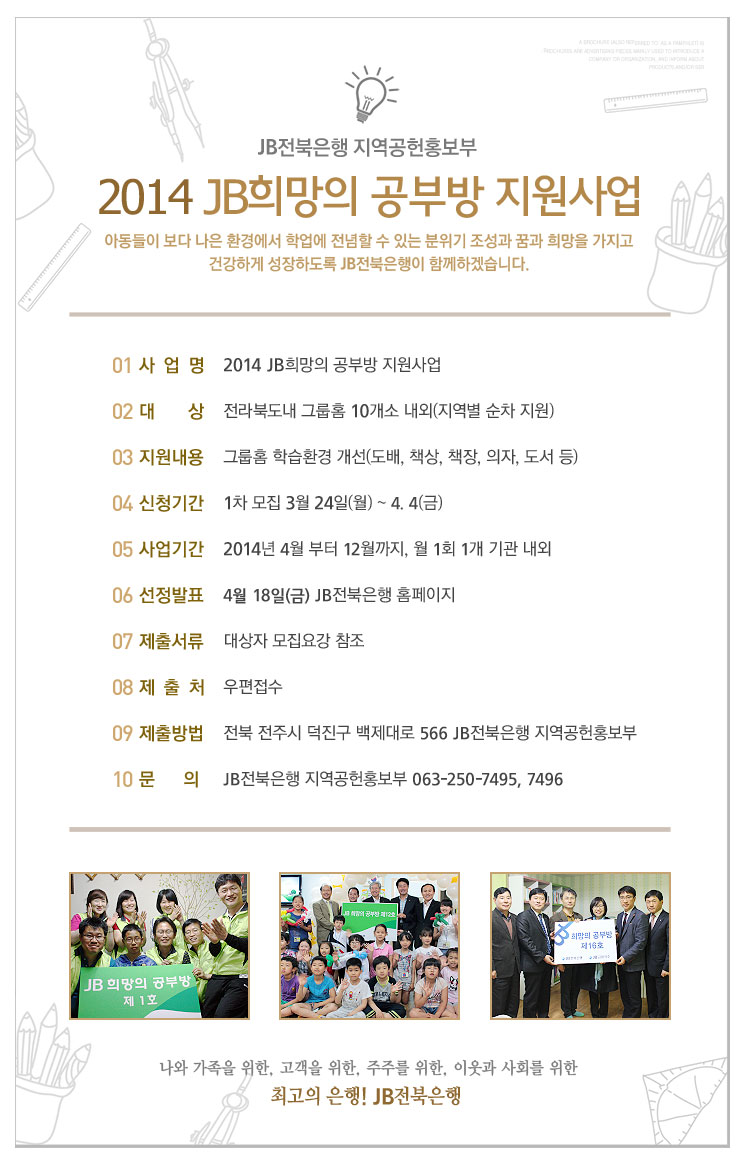 JB전북은행 지역공헌홍보부
2014 JB희망의 공부방 지원사업
아동들이 보다 나은 환경에서 학업에 전념할 수 있는 분위기 조성과 꿈과 희망을 가지고
건강하게 성장하도록 JB전북은행이 함께하겠습니다.
01 사 업 명 2014 JB희망의 공부방 지원사업
02 대 상 전라북도내 그룹홈 10개소 내외(지역별 순차 지원)
03 지원내용 그룹홈 학습환경 개선(도배, 책상, 책장, 의자, 도서 등)
04 신청기간 1차 모집 3월 24일(월) ~ 4. 4(금)
05 사업기간 2014년 4월 부터 12월까지, 월 1회 1개 기관 내외
06 선정발표 4월 18일(금) JB전북은행 홈페이지
07 제출서류 대상자 모집요강 참조
08 제 출 처 우편접수
09 제출방법 전북 전주시 덕진구 백제대로 566 JB전북은행 지역공헌홍보부
10 문 의 JB전북은행 지역공헌홍보부 063-250-7495, 7496
JB 희망의 공부방
제 1호
JB 희망의 공부방 제12호
희망의 공부방
제16호
나와 가족을 위한, 고객을 위한, 주주를 위한, 이웃과 사회를 위한
최고의 은행! JB전북은행